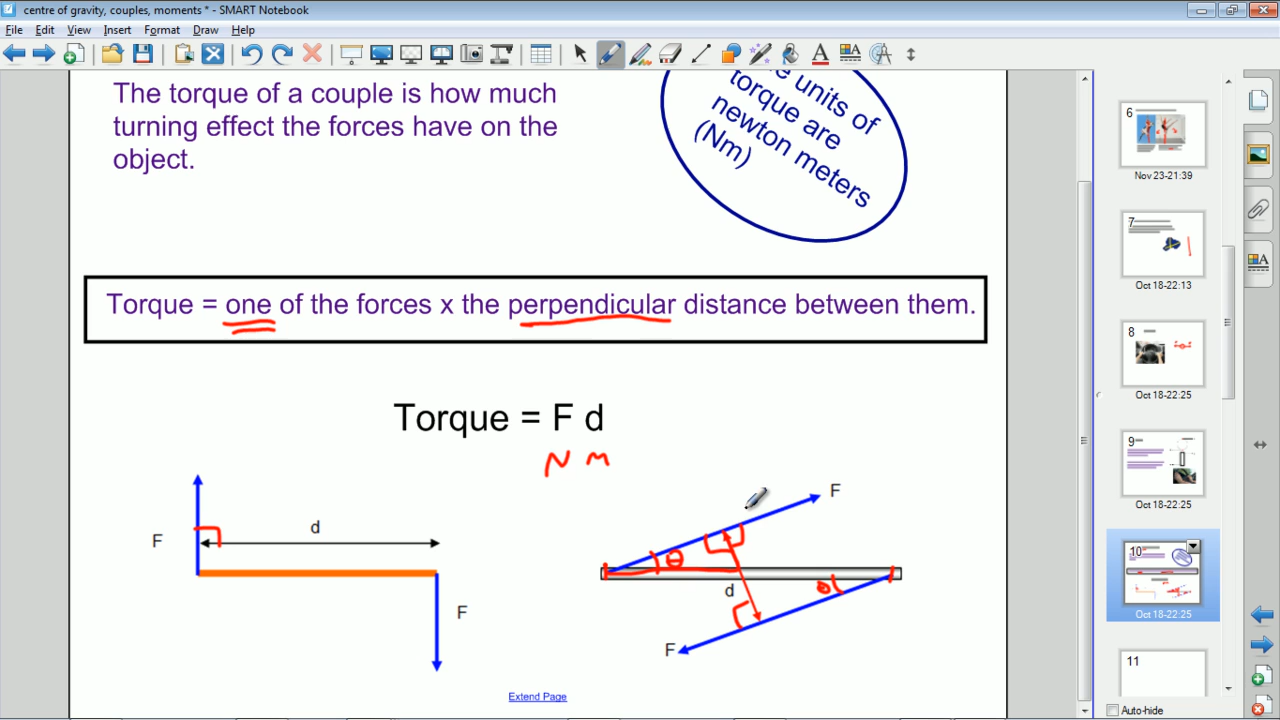 centre of gravity, couples, moments * - SMART Notebook
File Edit View Insert Format Tools Draw Help
The torque of a couple is how much
turning effect the forces have on the
object.
units of
torque are
newton meters
(Nm)
Torque = one of the forces x the perpendicular distance between them.
Torque = F d
N m
F
d
F
F
θ
d
θ
F
Extend Page
6
Nov 23-21:39
7
Oct 18-22:13
8
Oct 18-22:25
9
Oct 18-22:25
10
Oct 18-22:25
11
Auto-hide